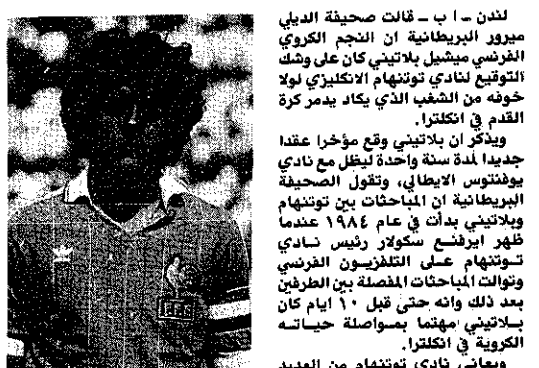 لندن - ا ب - قالت صحيفة الديلي
ميرور البريطانية ان النجم الكروي
الفرنسي ميشيل بلاتيني كان على وشك
التوقيع لنادي توتنهام الانكليزي لولا
خوفه من الشغب الذي يكاد يدمر كرة
القدم في انكلترا.
ويذكر ان بلاتيني وقع مؤخرا عقدا
جديدا لمدة سنة واحدة ليظل مع نادي
يوفنتوس الايطالي، وتقول الصحيفة
البريطانية ان المباحثات بين توتنهام
وبلاتيني بدأت في عام ١٩٨٤ عندما
ظهر ايرفنغ سكولار رئيس نادي
توتنهام على التلفزيون الفرنسي
وتوالت المباحثات المفصلة بين الطرفين
بعد ذلك وانه حتى قبل ١٠ ايام كان
بلاتيني مهتما بمواصلة حياته
الكروية في انكلترا.
ويعاني نادي توتنهام من العديد